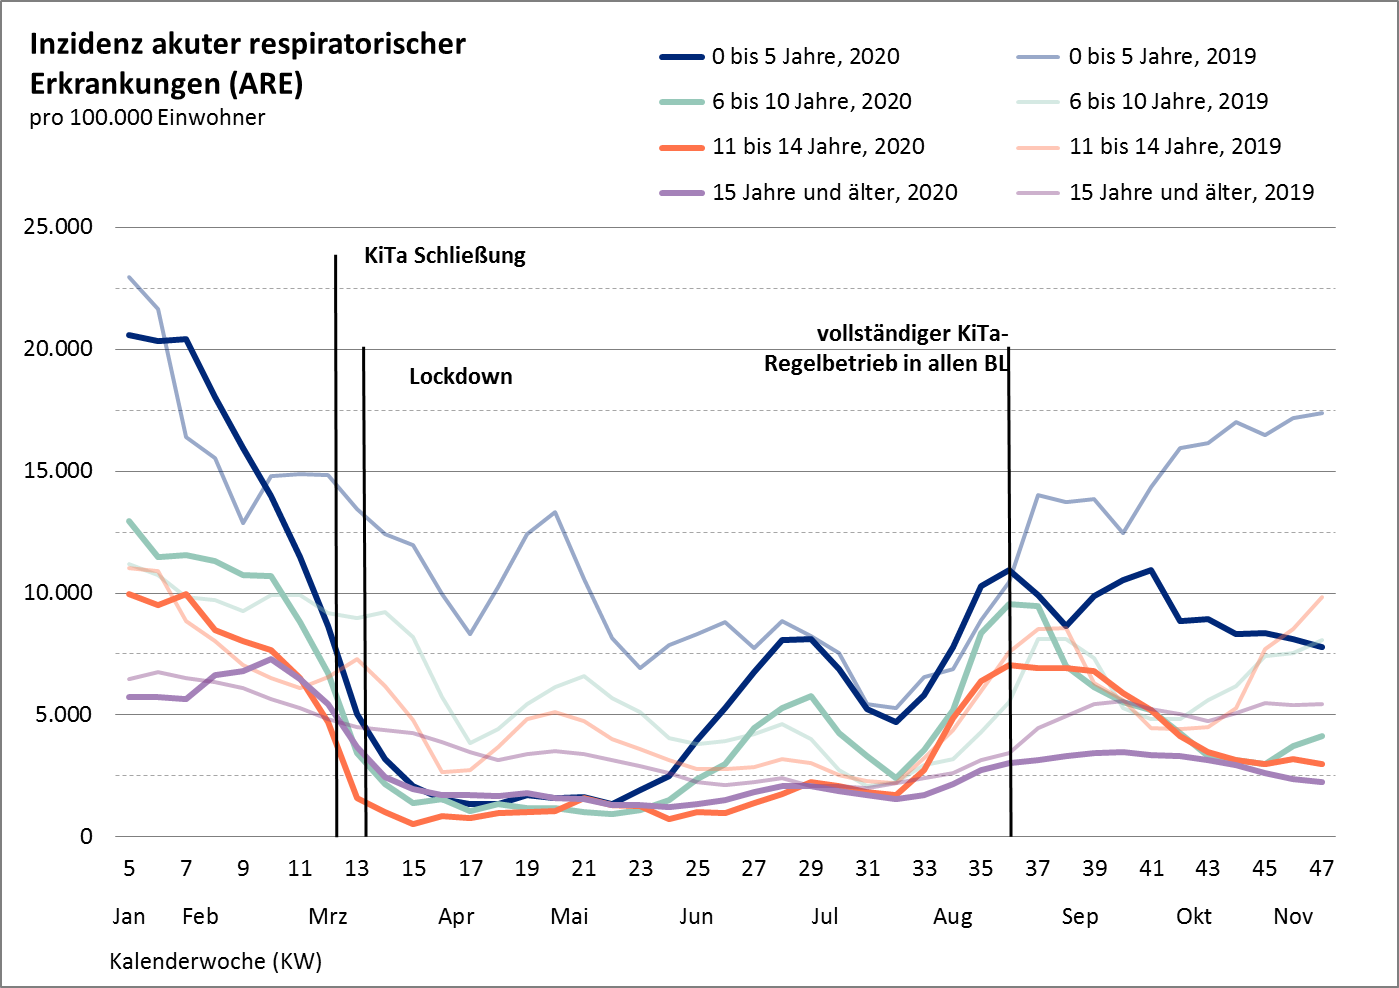 Inzidenz akuter respiratorischer
Erkrankungen (ARE)
pro 100.000 Einwohner
0 bis 5 Jahre, 2020
0 bis 5 Jahre, 2019
6 bis 10 Jahre, 2020
6 bis 10 Jahre, 2019
11 bis 14 Jahre, 2020
11 bis 14 Jahre, 2019
15 Jahre und älter, 2020
15 Jahre und älter, 2019
25.000
KiTa Schließung
vollständiger KiTa-
Regelbetrieb in allen BL
20.000
Lockdown
15.000
10.000
5.000
0
5 7 9 11 13 15 17 19 21 23 25 27 29 31 33 35 37 39 41 43 45 47
Jan Feb Mrz Apr Mai Jun Jul Aug Sep Okt Nov
Kalenderwoche (KW)